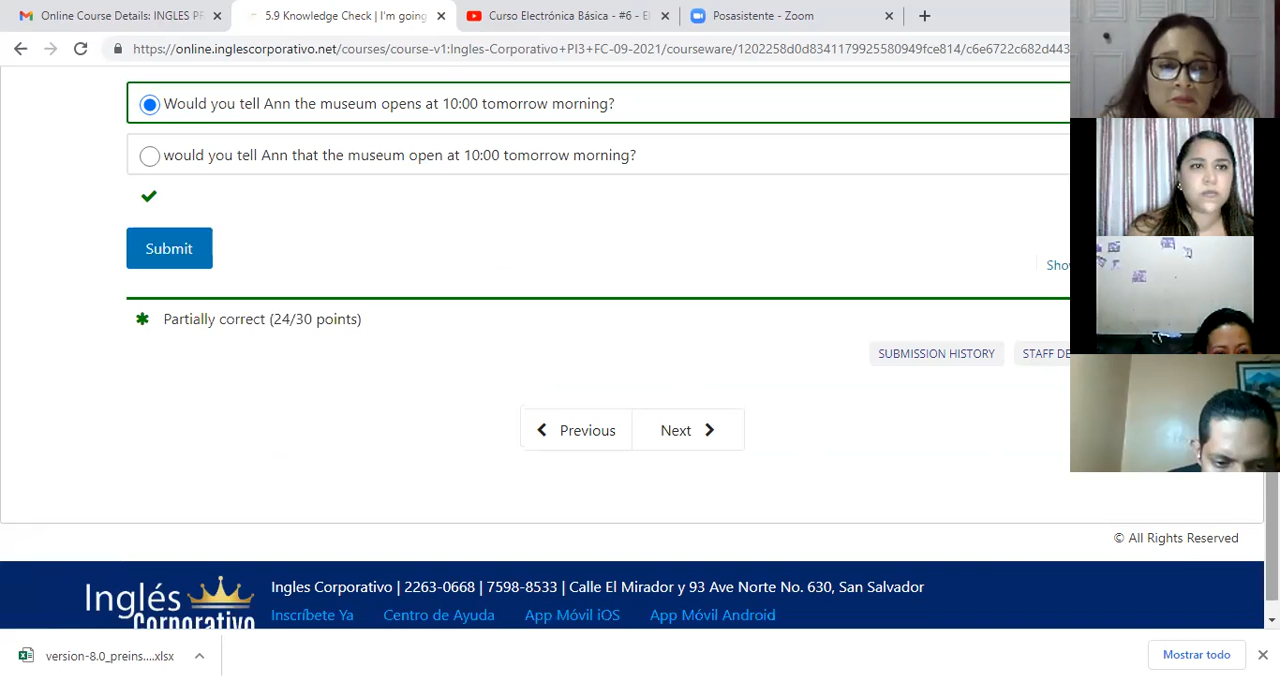 Online Course Details: INGLES PR
5.9 Knowledge Check | I'm going
Curso Electrónica Básica - #6 - El
Posasistente - Zoom
https://online.inglescorporativo.net/courses/course-v1:Ingles-Corporativo+PI3+FC-09-2021/courseware/1202258d0d8341179925580949fce814/c6e6722c682d443
Would you tell Ann the museum opens at 10:00 tomorrow morning?
would you tell Ann that the museum open at 10:00 tomorrow morning?
Submit
Sho
Partially correct (24/30 points)
SUBMISSION HISTORY
STAFF DE
Previous
Next
© All Rights Reserved
Inglés
Corporativo
Ingles Corporativo | 2263-0668 | 7598-8533 | Calle El Mirador y 93 Ave Norte No. 630, San Salvador
Inscríbete Ya
Centro de Ayuda
App Móvil iOS
App Móvil Android
version-8.0_preins....xlsx
Mostrar todo